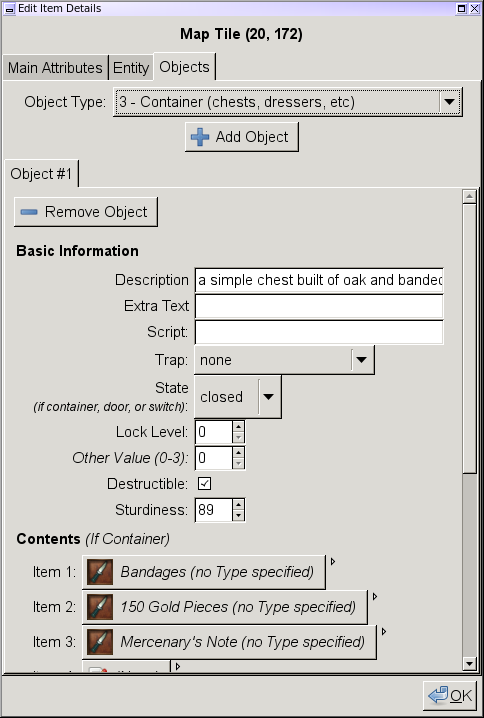 Edit Item Details
Map Tile (20, 172)
Main Attributes Entity Objects
Object Type: 3 - Container (chests, dressers, etc)
Add Object
Object #1
Remove Object
Basic Information
Description a simple chest built of oak and banded
Extra Text
Script:
Trap: none
State
(if container, door, or switch): closed
Lock Level: 0
Other Value (0-3): 0
Destructible:
Sturdiness: 89
Contents (If Container)
Item 1: Bandages (no Type specified)
Item 2: 150 Gold Pieces (no Type specified)
Item 3: Mercenary's Note (no Type specified)
OK